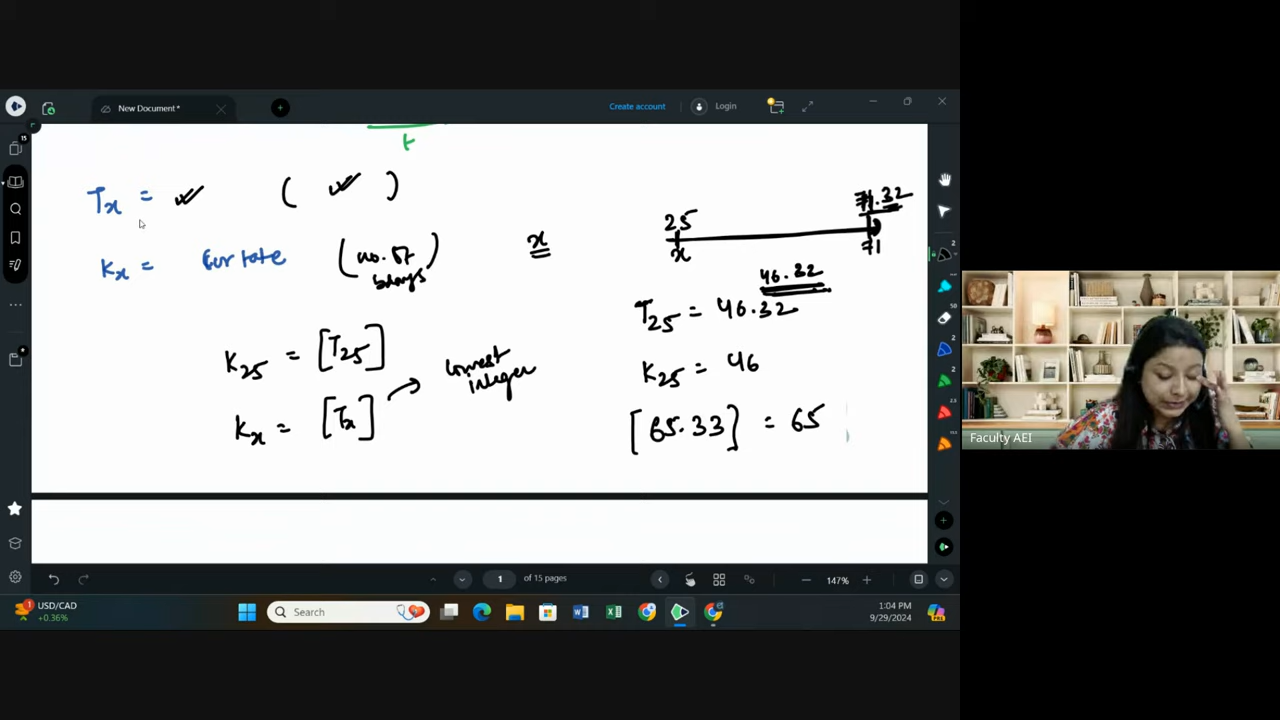 Create account
Login
New Document*
15
t
Tx = ( )
25
71.32
x
71
Kx = Curtate (no. of bdays) x
46.32
T25 = 46.32
K25 = [T25]
lowest integer
K25 = 46
Kx = [Tx]
[65.33] = 65
Faculty AEI
1 of 15 pages
147%
USD/CAD
+0.36%
Search
1:04 PM
9/29/2024